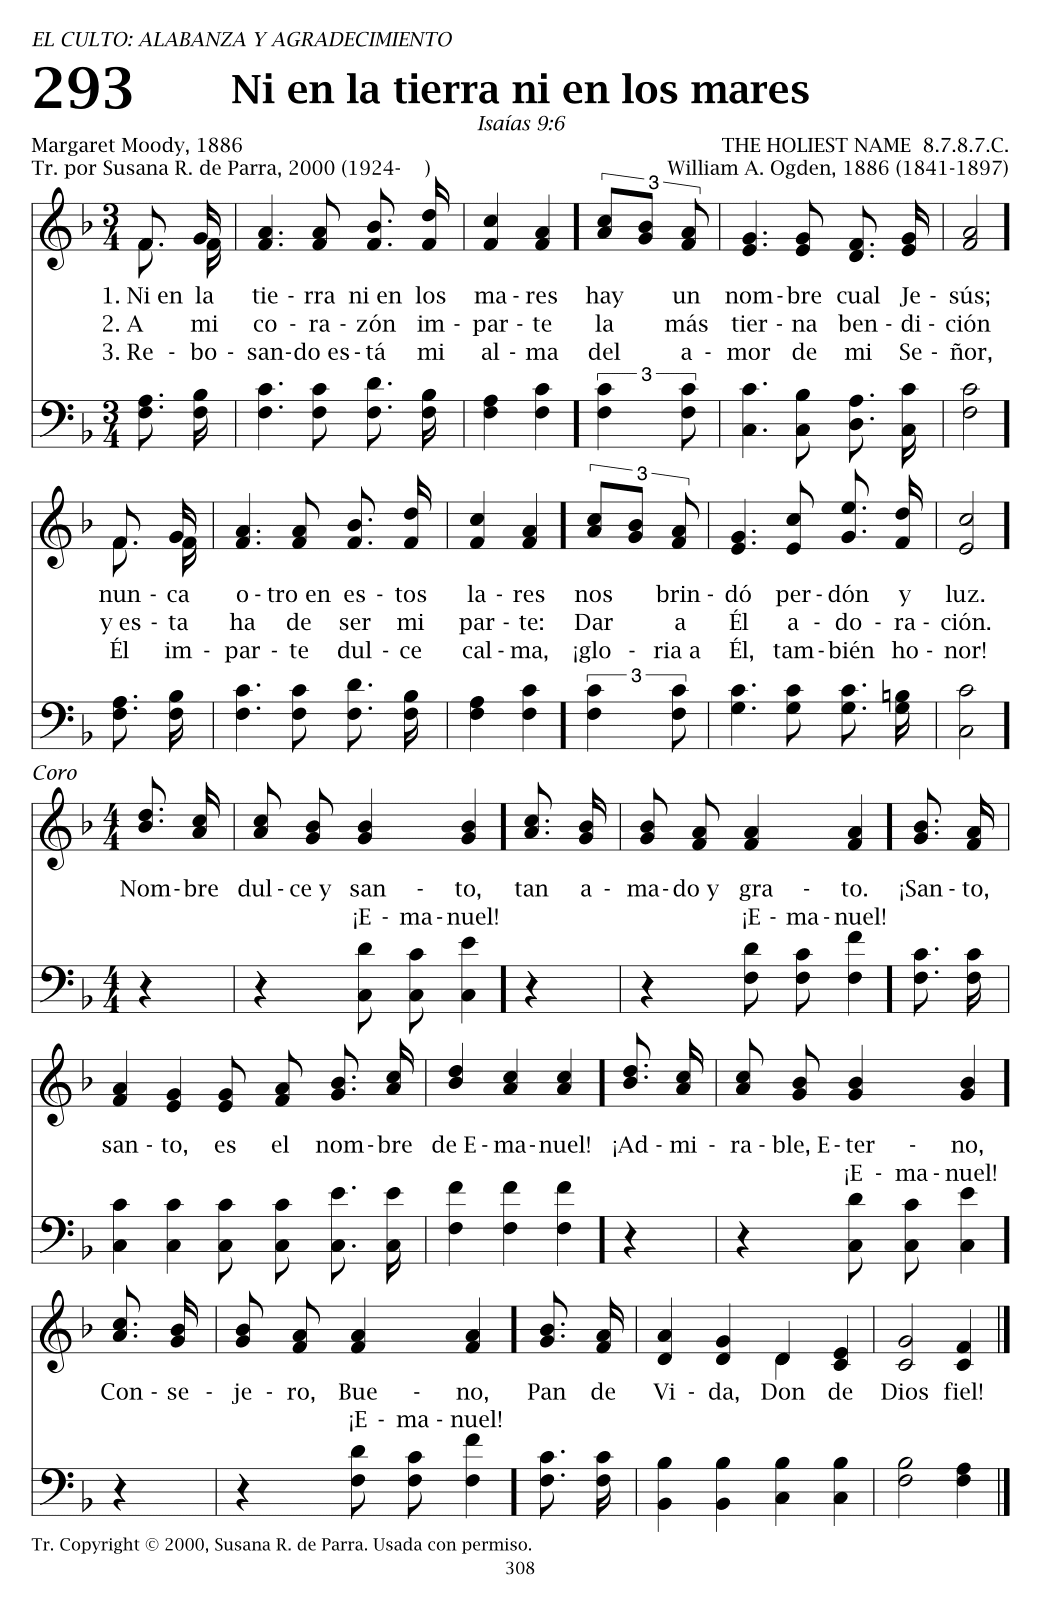 EL CULTO: ALABANZA Y AGRADECIMIENTO
293 Ni en la tierra ni en los mares
Isaías 9:6
Margaret Moody, 1886 THE HOLIEST NAME 8.7.8.7.C.
Tr. por Susana R. de Parra, 2000 (1924- ) William A. Ogden, 1886 (1841-1897)
3
1. Ni en la tie - rra ni en los ma - res hay un nom - bre cual Je - sús;
2. A mi co - ra - zón im - par - te la más tier - na ben - di - ción
3. Re - bo - san - do es - tá mi al - ma del a - mor de mi Se - ñor,
3
3
nun - ca o - tro en es - tos la - res nos brin - dó per - dón y luz.
y es - ta ha de ser mi par - te: Dar a Él a - do - ra - ción.
Él im - par - te dul - ce cal - ma, ¡glo - ria a Él, tam - bién ho - nor!
3
Coro
Nom - bre dul - ce y san - to, tan a - ma - do y gra - to. ¡San - to,
¡E - ma - nuel! ¡E - ma - nuel!
san - to, es el nom - bre de E - ma - nuel! ¡Ad - mi - ra - ble, E - ter - no,
¡E - ma - nuel!
Con - se - je - ro, Bue - no, Pan de Vi - da, Don de Dios fiel!
¡E - ma - nuel!
Tr. Copyright © 2000, Susana R. de Parra. Usada con permiso.
308